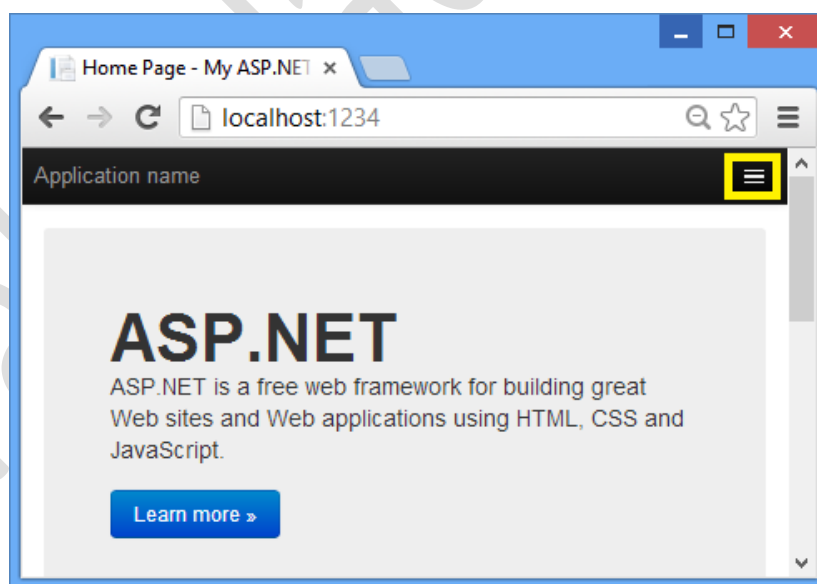 Home Page - My ASP.NET
localhost:1234
Application name
ASP.NET
ASP.NET is a free web framework for building great
Web sites and Web applications using HTML, CSS and
JavaScript.
Learn more »